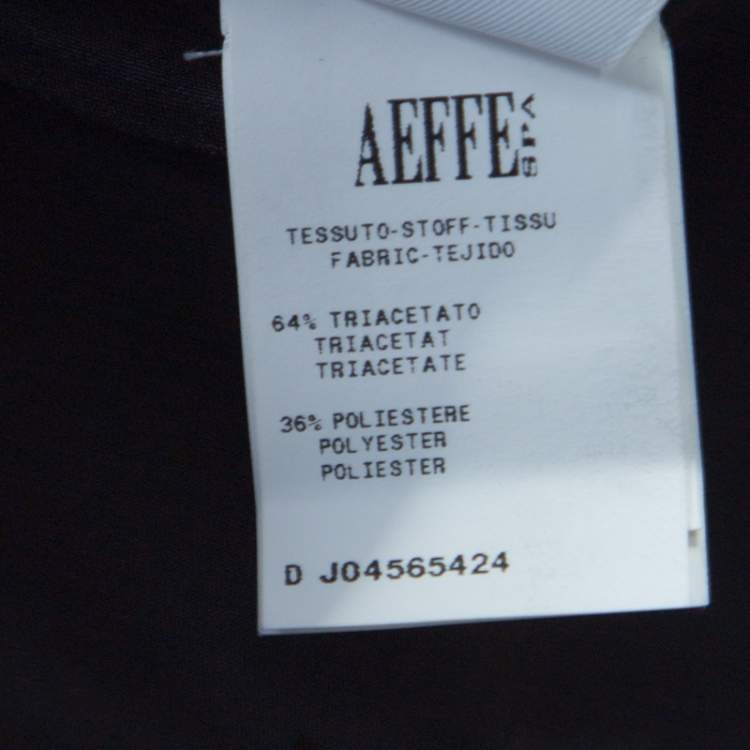 AEFFE SPA
TESSUTO-STOFF-TISSU
FABRIC-TEJIDO
64% TRIACETATO
TRIACETAT
TRIACETATE
36% POLIESTERE
POLYESTER
POLIESTER
D J04565424